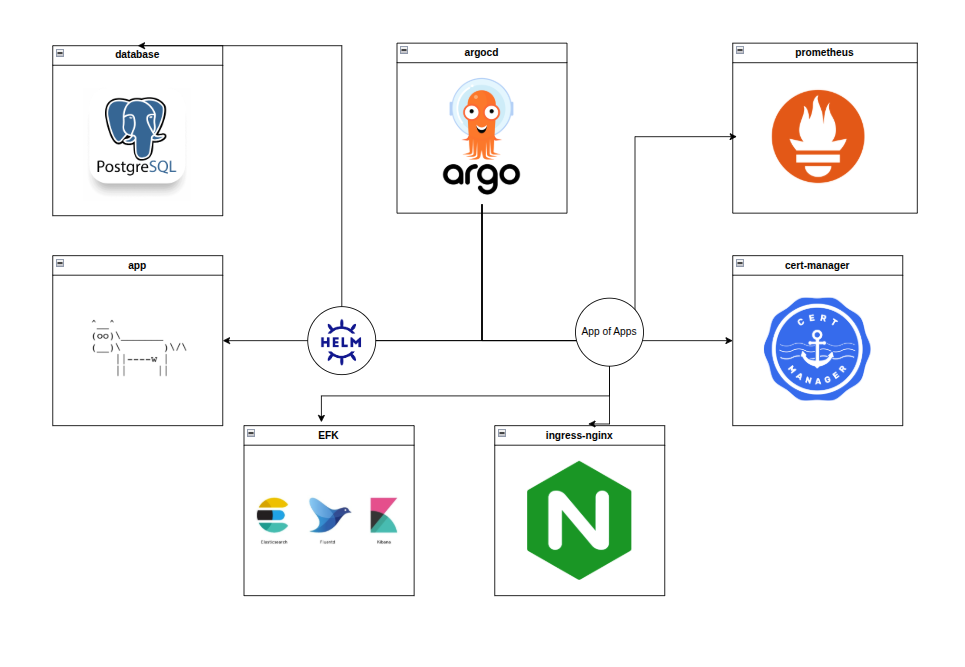 database
PostgreSQL
argocd
argo
prometheus
app
^__^
(oo)\_______
(__)\       )\/\
||----w |
||     ||
HELM
App of Apps
cert-manager
CERT
MANAGER
EFK
Elasticsearch
Fluentd
Kibana
ingress-nginx
N